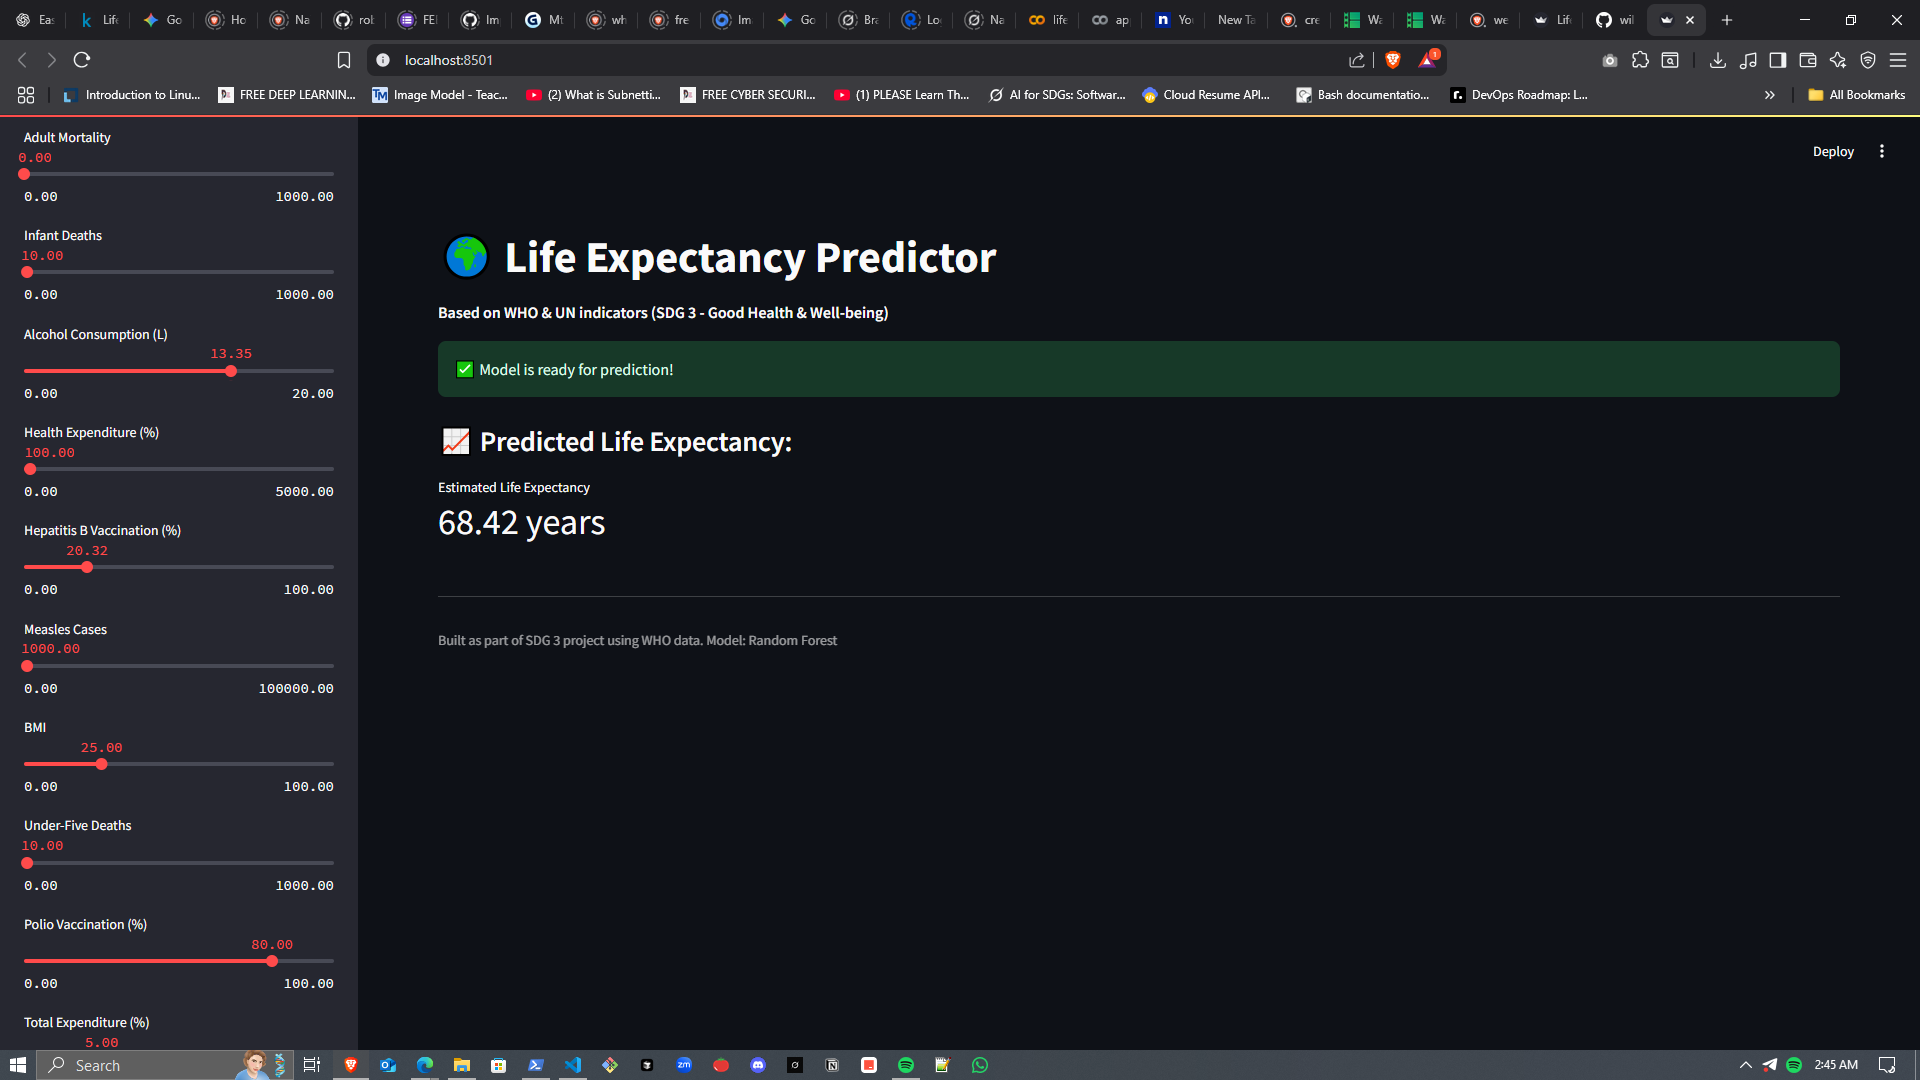 Eas
Life
Go
Ho
Na
rol
FEI
Im
Mt
wh
fre
Im
Go
Bra
Lo
Na
life
ap
You
New Ta
cre
Wa
Wa
we
Life
wil
localhost:8501
1
Introduction to Linu...
FREE DEEP LEARNIN...
Image Model - Teac...
(2) What is Subnetti...
FREE CYBER SECURI...
(1) PLEASE Learn Th...
AI for SDGs: Softwar...
Cloud Resume API...
Bash documentatio...
DevOps Roadmap: L...
All Bookmarks
Deploy
Adult Mortality
0.00
0.00 1000.00
Infant Deaths
10.00
0.00 1000.00
Alcohol Consumption (L)
13.35
0.00 20.00
Health Expenditure (%)
100.00
0.00 5000.00
Hepatitis B Vaccination (%)
20.32
0.00 100.00
Measles Cases
1000.00
0.00 100000.00
BMI
25.00
0.00 100.00
Under-Five Deaths
10.00
0.00 1000.00
Polio Vaccination (%)
80.00
0.00 100.00
Total Expenditure (%)
5.00
Life Expectancy Predictor
Based on WHO & UN indicators (SDG 3 - Good Health & Well-being)
Model is ready for prediction!
Predicted Life Expectancy:
Estimated Life Expectancy
68.42 years
Built as part of SDG 3 project using WHO data. Model: Random Forest
Search
zm
2:45 AM